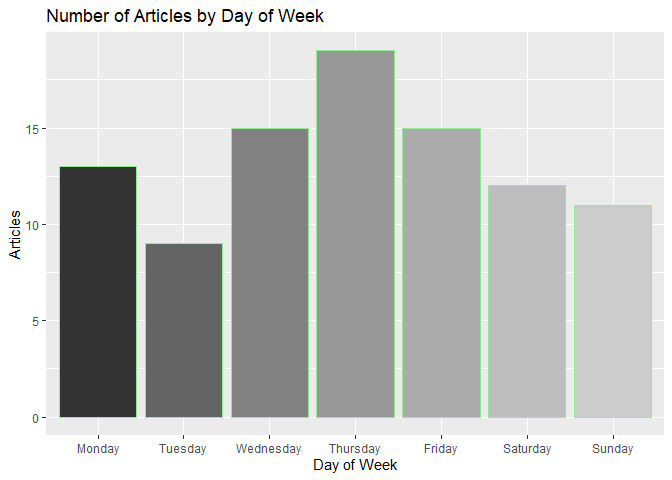 Number of Articles by Day of Week
Articles
15
10
5
0
Monday Tuesday Wednesday Thursday Friday Saturday Sunday
Day of Week